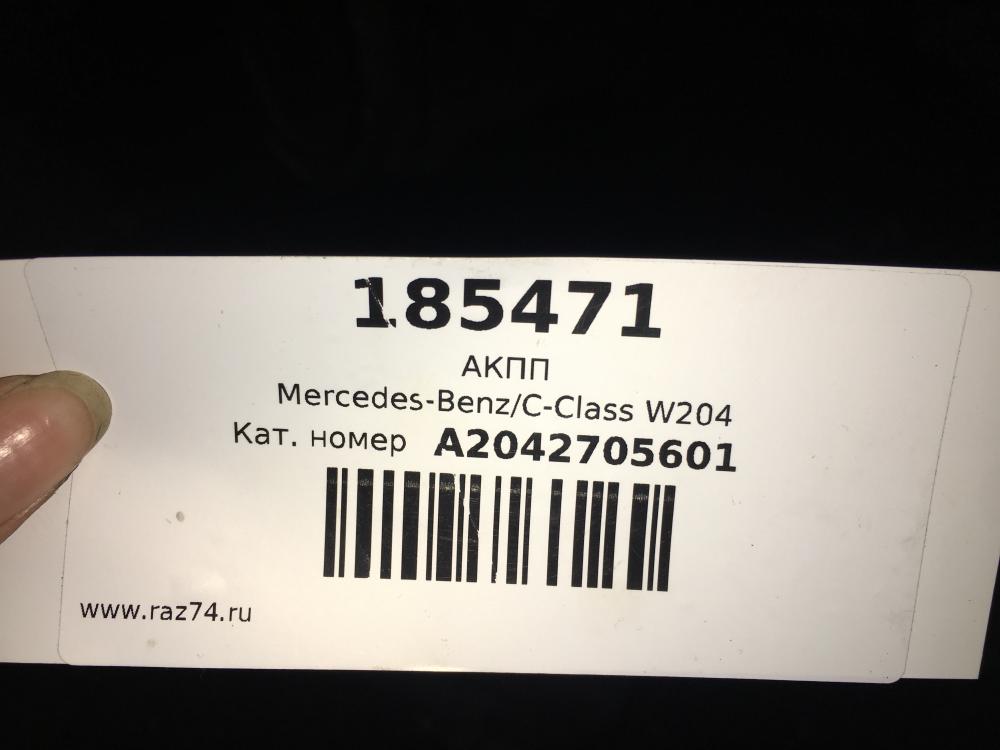 185471
АКПП
Mercedes-Benz/C-Class W204
Кат. номер A2042705601
www.raz74.ru